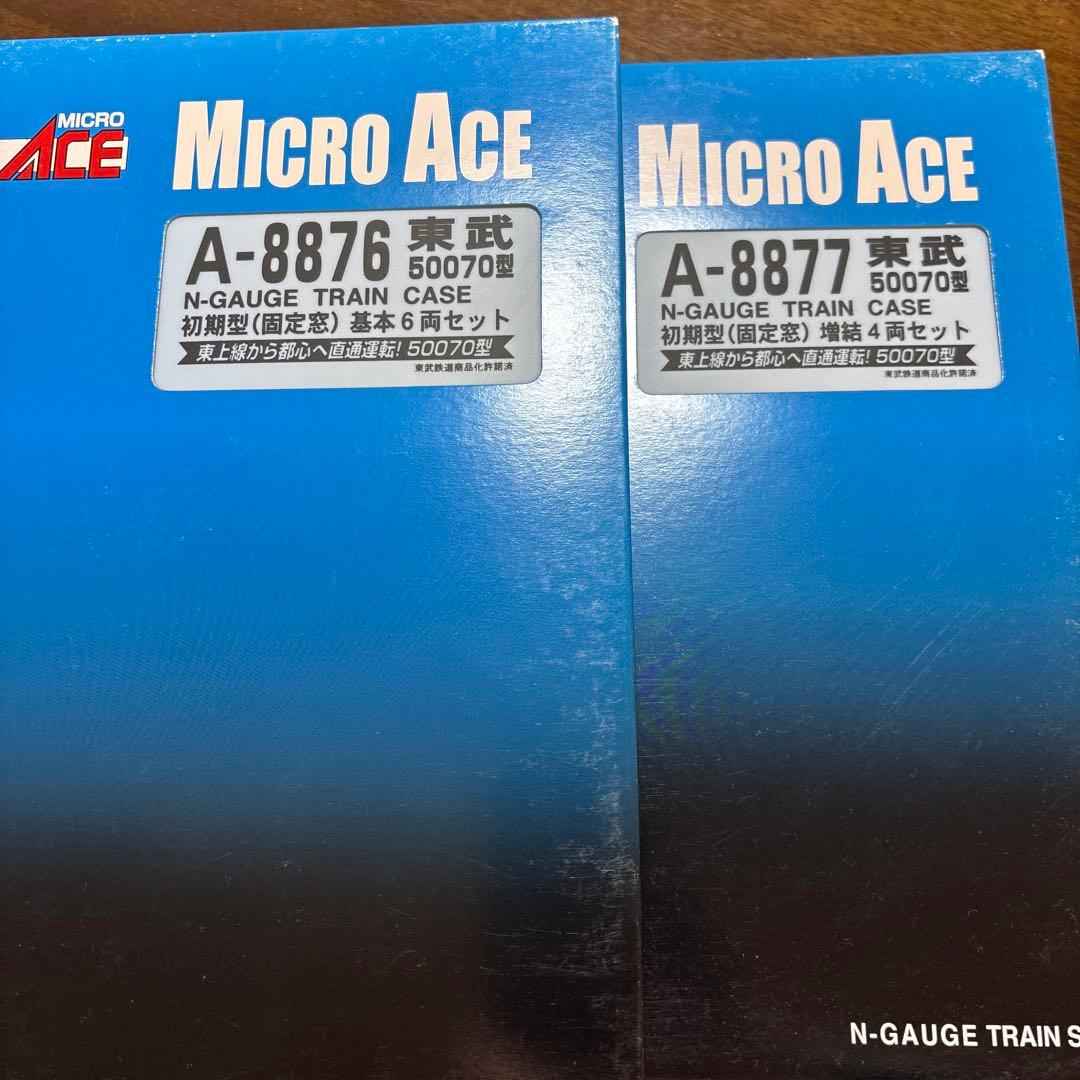 MICRO
ACE
MICRO ACE
A-8876 東武
50070型
N-GAUGE TRAIN CASE
初期型(固定窓) 基本6両セット
東上線から都心へ直通運転! 50070型
東武鉄道商品化許諾済
MICRO ACE
A-8877 東武
50070型
N-GAUGE TRAIN CASE
初期型(固定窓) 増結4両セット
東上線から都心へ直通運転! 50070型
東武鉄道商品化許諾済
N-GAUGE TRAIN S